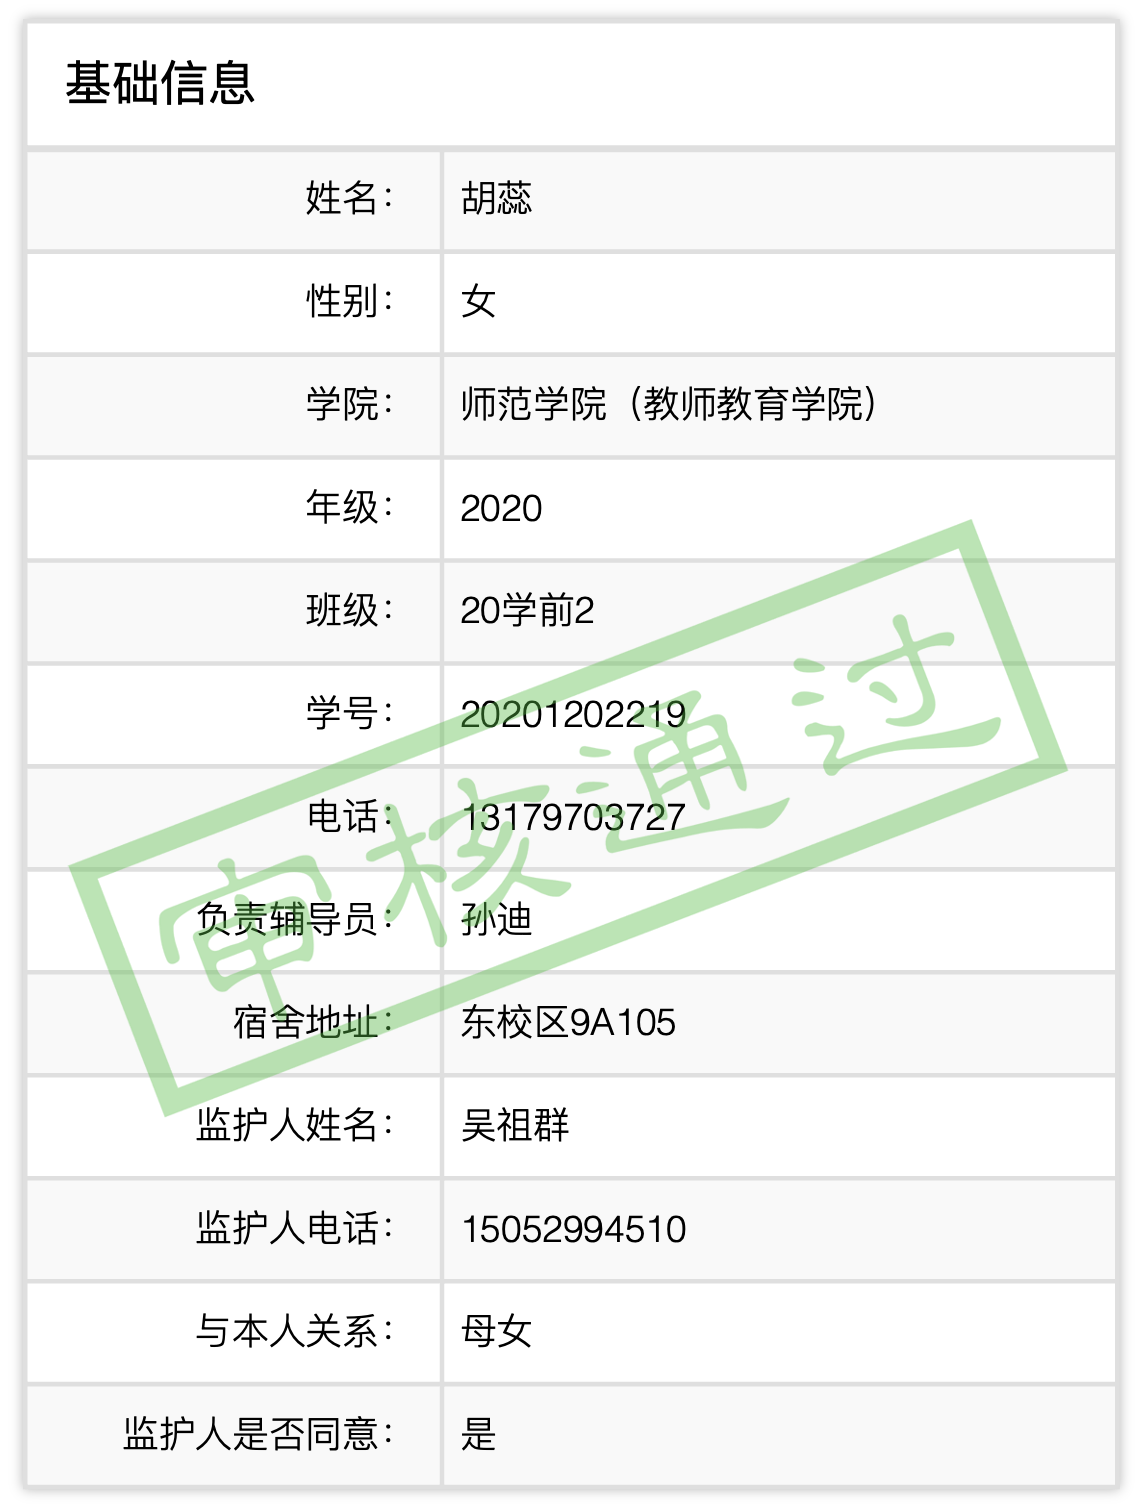 基础信息
姓名： 胡蕊
性别： 女
学院： 师范学院（教师教育学院）
年级： 2020
班级： 20学前2
学号： 20201202219
电话： 13179703727
负责辅导员： 孙迪
宿舍地址： 东校区9A105
监护人姓名： 吴祖群
监护人电话： 15052994510
与本人关系： 母女
监护人是否同意： 是
审核通过